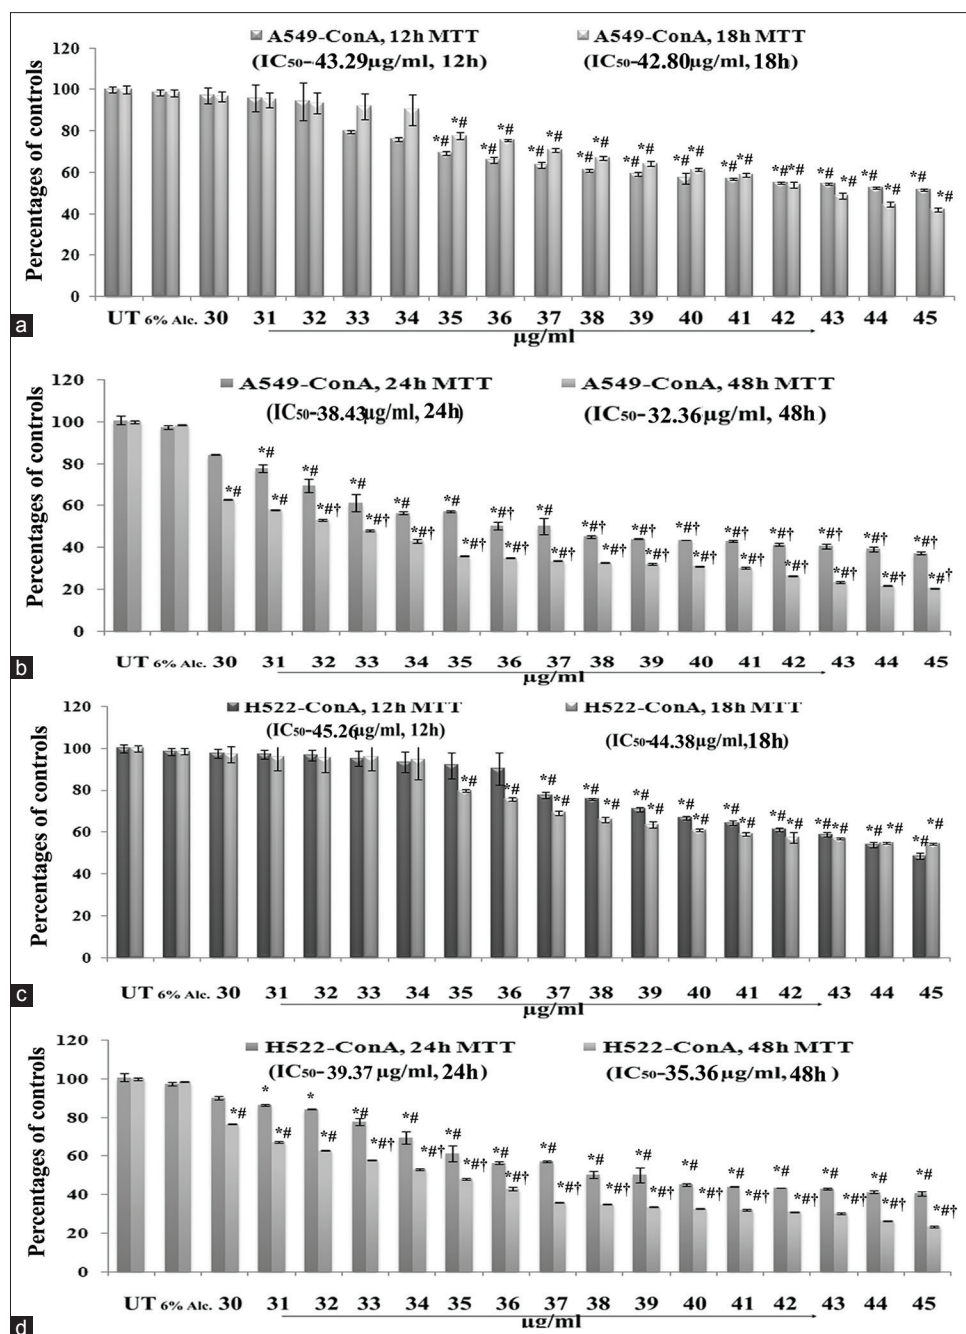 A549-ConA, 12h MTT A549-ConA, 18h MTT
(IC50-43.29µg/ml, 12h) (IC50-42.80µg/ml, 18h)
Percentages of controls
120
100
80
60
40
20
0
*# *# *# *# *# *# *# *# *# *# *# *# *# *# *# *# *# *# *# *# *# *#
a
UT 6% Alc. 30 31 32 33 34 35 36 37 38 39 40 41 42 43 44 45
µg/ml
A549-ConA, 24h MTT A549-ConA, 48h MTT
(IC50-38.43µg/ml, 24h) (IC50-32.36µg/ml, 48h)
Percentages of controls
120
100
80
60
40
20
0
*# *# *# *# *# *#† *# *#† *#† *#† *#† *#† *#† *#† *#†
*# *# *#† *#† *#† *#† *#† *#† *#† *#† *#† *#† *#† *#† *#† *#†
b
UT 6% Alc. 30 31 32 33 34 35 36 37 38 39 40 41 42 43 44 45
µg/ml
H522-ConA, 12h MTT H522-ConA, 18h MTT
(IC50-45.26µg/ml, 12h) (IC50-44.38µg/ml,18h)
Percentages of controls
120
100
80
60
40
20
0
*# *# *# *# *# *# *# *# *#
*# *# *# *# *# *# *# *# *# *# *#
c
UT 6% Alc. 30 31 32 33 34 35 36 37 38 39 40 41 42 43 44 45
µg/ml
H522-ConA, 24h MTT H522-ConA, 48h MTT
(IC50-39.37 µg/ml, 24h) (IC50-35.36µg/ml, 48h )
Percentages of controls
120
100
80
60
40
20
0
* * *# *# *# *# *# *# *# *# *# *# *# *# *#
*# *# *# *#† *#† *#† *#† *#† *#† *#† *#† *#† *#† *#† *#† *#†
d
UT 6% Alc. 30 31 32 33 34 35 36 37 38 39 40 41 42 43 44 45
µg/ml